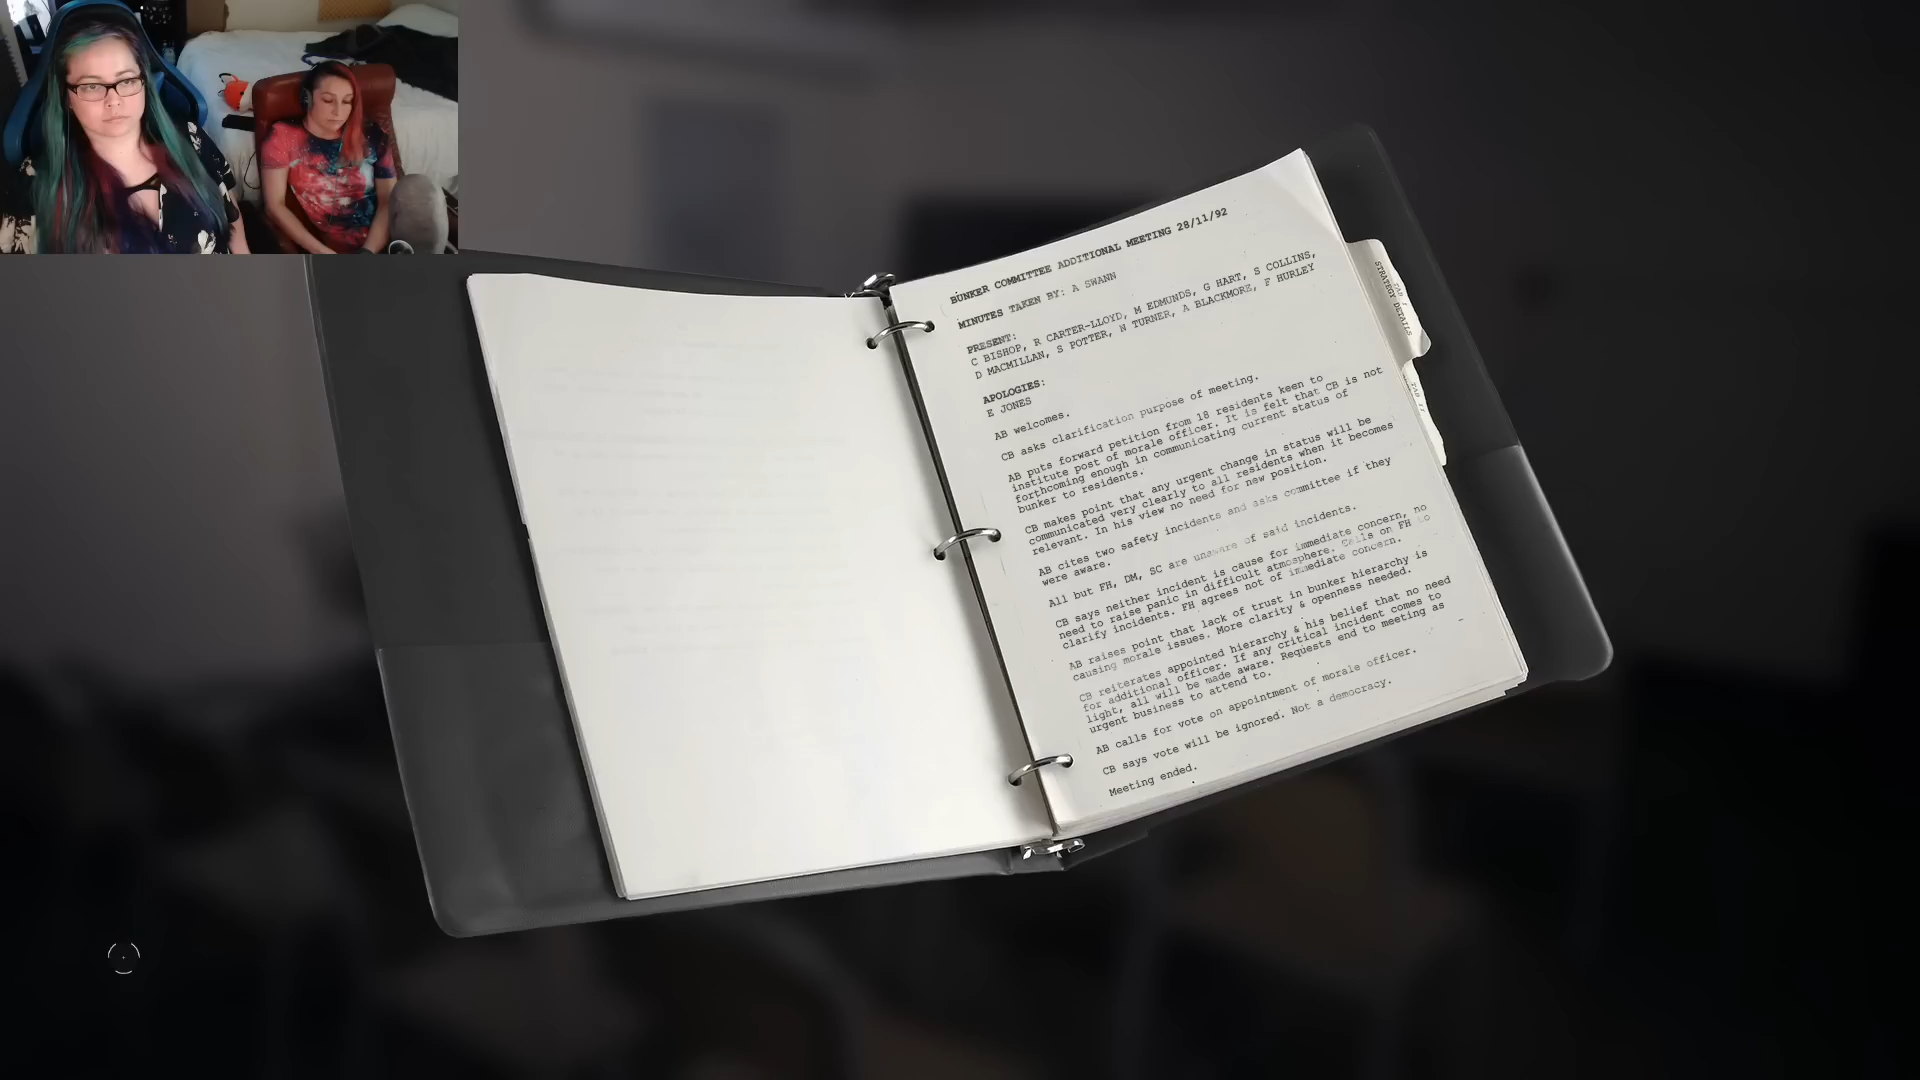 BUNKER COMMITTEE ADDITIONAL MEETING 28/11/92
MINUTES TAKEN BY: A SWANN
PRESENT:
C BISHOP, R CARTER-LLOYD, M EDMUNDS, G HART, S COLLINS,
D MACMILLAN, S POTTER, N TURNER, A BLACKMORE, F HURLEY
APOLOGIES:
E JONES
AB welcomes.
CB asks clarification purpose of meeting.
AB puts forward petition from 18 residents keen to
institute post of morale officer. It is felt that CB is not
forthcoming enough in communicating current status of
bunker to residents.
CB makes point that any urgent change in status will be
communicated very clearly to all residents when it becomes
relevant. In his view no need for new position.
AB cites two safety incidents and asks committee if they
were aware.
All but FH, DM, SC are unaware of said incidents.
CB says neither incident is cause for immediate concern, no
need to raise panic in difficult atmosphere. Calls on FH to
clarify incidents. FH agrees not of immediate concern.
AB raises point that lack of trust in bunker hierarchy is
causing morale issues. More clarity & openness needed.
CB reiterates appointed hierarchy & his belief that no need
for additional officer. If any critical incident comes to
light, all will be made aware. Requests end to meeting as
urgent business to attend to.
AB calls for vote on appointment of morale officer.
CB says vote will be ignored. Not a democracy.
Meeting ended.
TAB I
STRATEGY DETAILS
TAB II